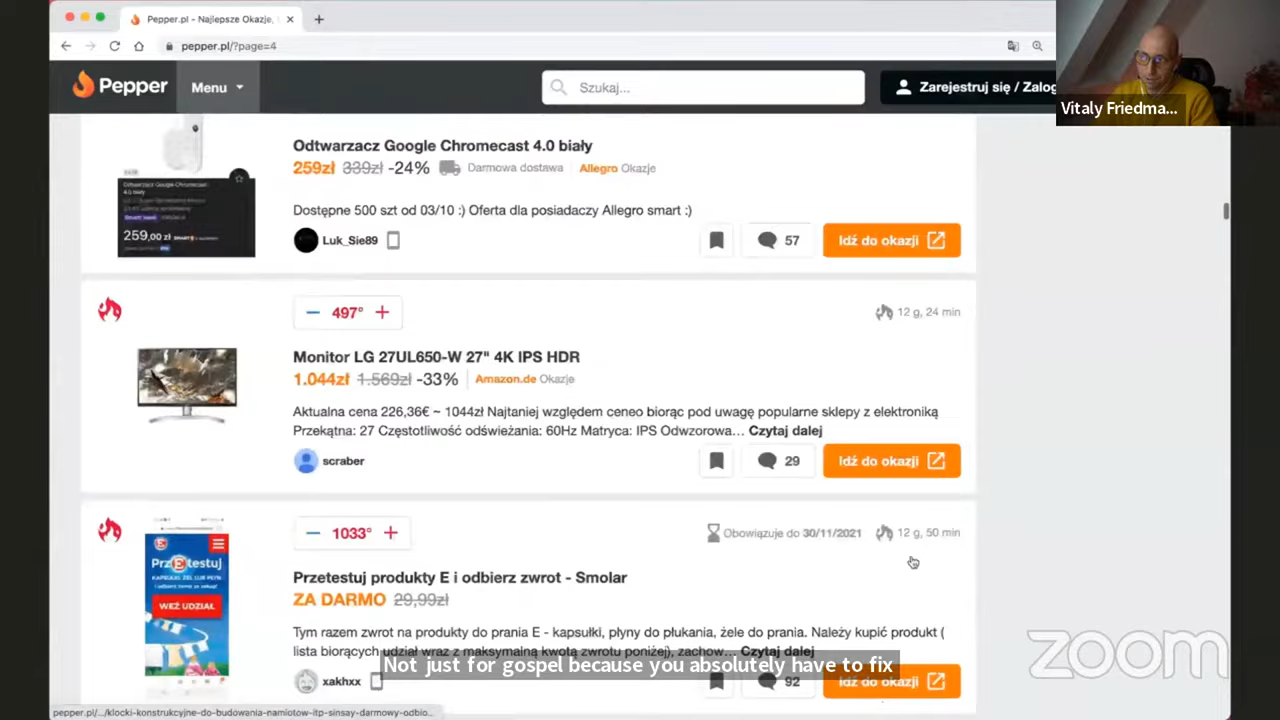 Pepper.pl - Najlepsze Okazje,
pepper.pl/?page=4
Pepper
Menu
Szukaj...
Zarejestruj się / Zalog
Vitaly Friedma...
Odtwarzacz Google Chromecast 4.0 biały
259zł 339zł -24% Darmowa dostawa Allegro Okazje
259,00 zł
Dostępne 500 szt od 03/10 :) Oferta dla posiadaczy Allegro smart :)
Luk_Sie89
57
Idź do okazji
497°
12 g, 24 min
Monitor LG 27UL650-W 27" 4K IPS HDR
1.044zł 1.569zł -33% Amazon.de Okazje
Aktualna cena 226,36€ ~ 1044zł Najtaniej względem ceneo biorąc pod uwagę popularne sklepy z elektroniką
Przekątna: 27 Częstotliwość odświeżania: 60Hz Matryca: IPS Odwzorowa... Czytaj dalej
scraber
29
Idź do okazji
1033°
Obowiązuje do 30/11/2021
12 g, 50 min
Przetestuj produkty E i odbierz zwrot - Smolar
ZA DARMO 29,99zł
PrzEtestuj
KAPSUŁKI ŻEL LUB PŁYN
WEŹ UDZIAŁ
Tym razem zwrot na produkty do prania E - kapsułki, płyny do płukania, żele do prania. Należy kupić produkt (
lista biorących udział wraz z maksymalną kwotą zwrotu poniżej), zachow... Czytaj dalej
Not just for gospel because you absolutely have to fix
xakhxx
92
Idź do okazji
zoom
pepper.pl/.../klocki-konstrukcyjne-do-budowania-namiotow-itp-sinsay-darmowy-odbio...